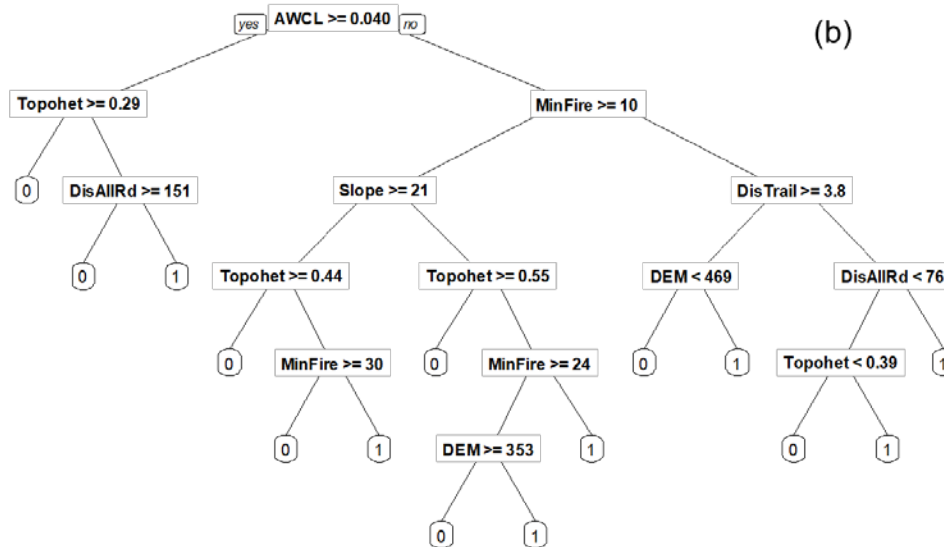 yes AWCL >= 0.040 no
(b)
Topohet >= 0.29 MinFire >= 10
0 DisAllRd >= 151 Slope >= 21 DisTrail >= 3.8
0 1 Topohet >= 0.44 Topohet >= 0.55 DEM < 469 DisAllRd < 76
0 MinFire >= 30 0 MinFire >= 24 0 1 Topohet < 0.39 1
0 1 DEM >= 353 1 0 1
0 1